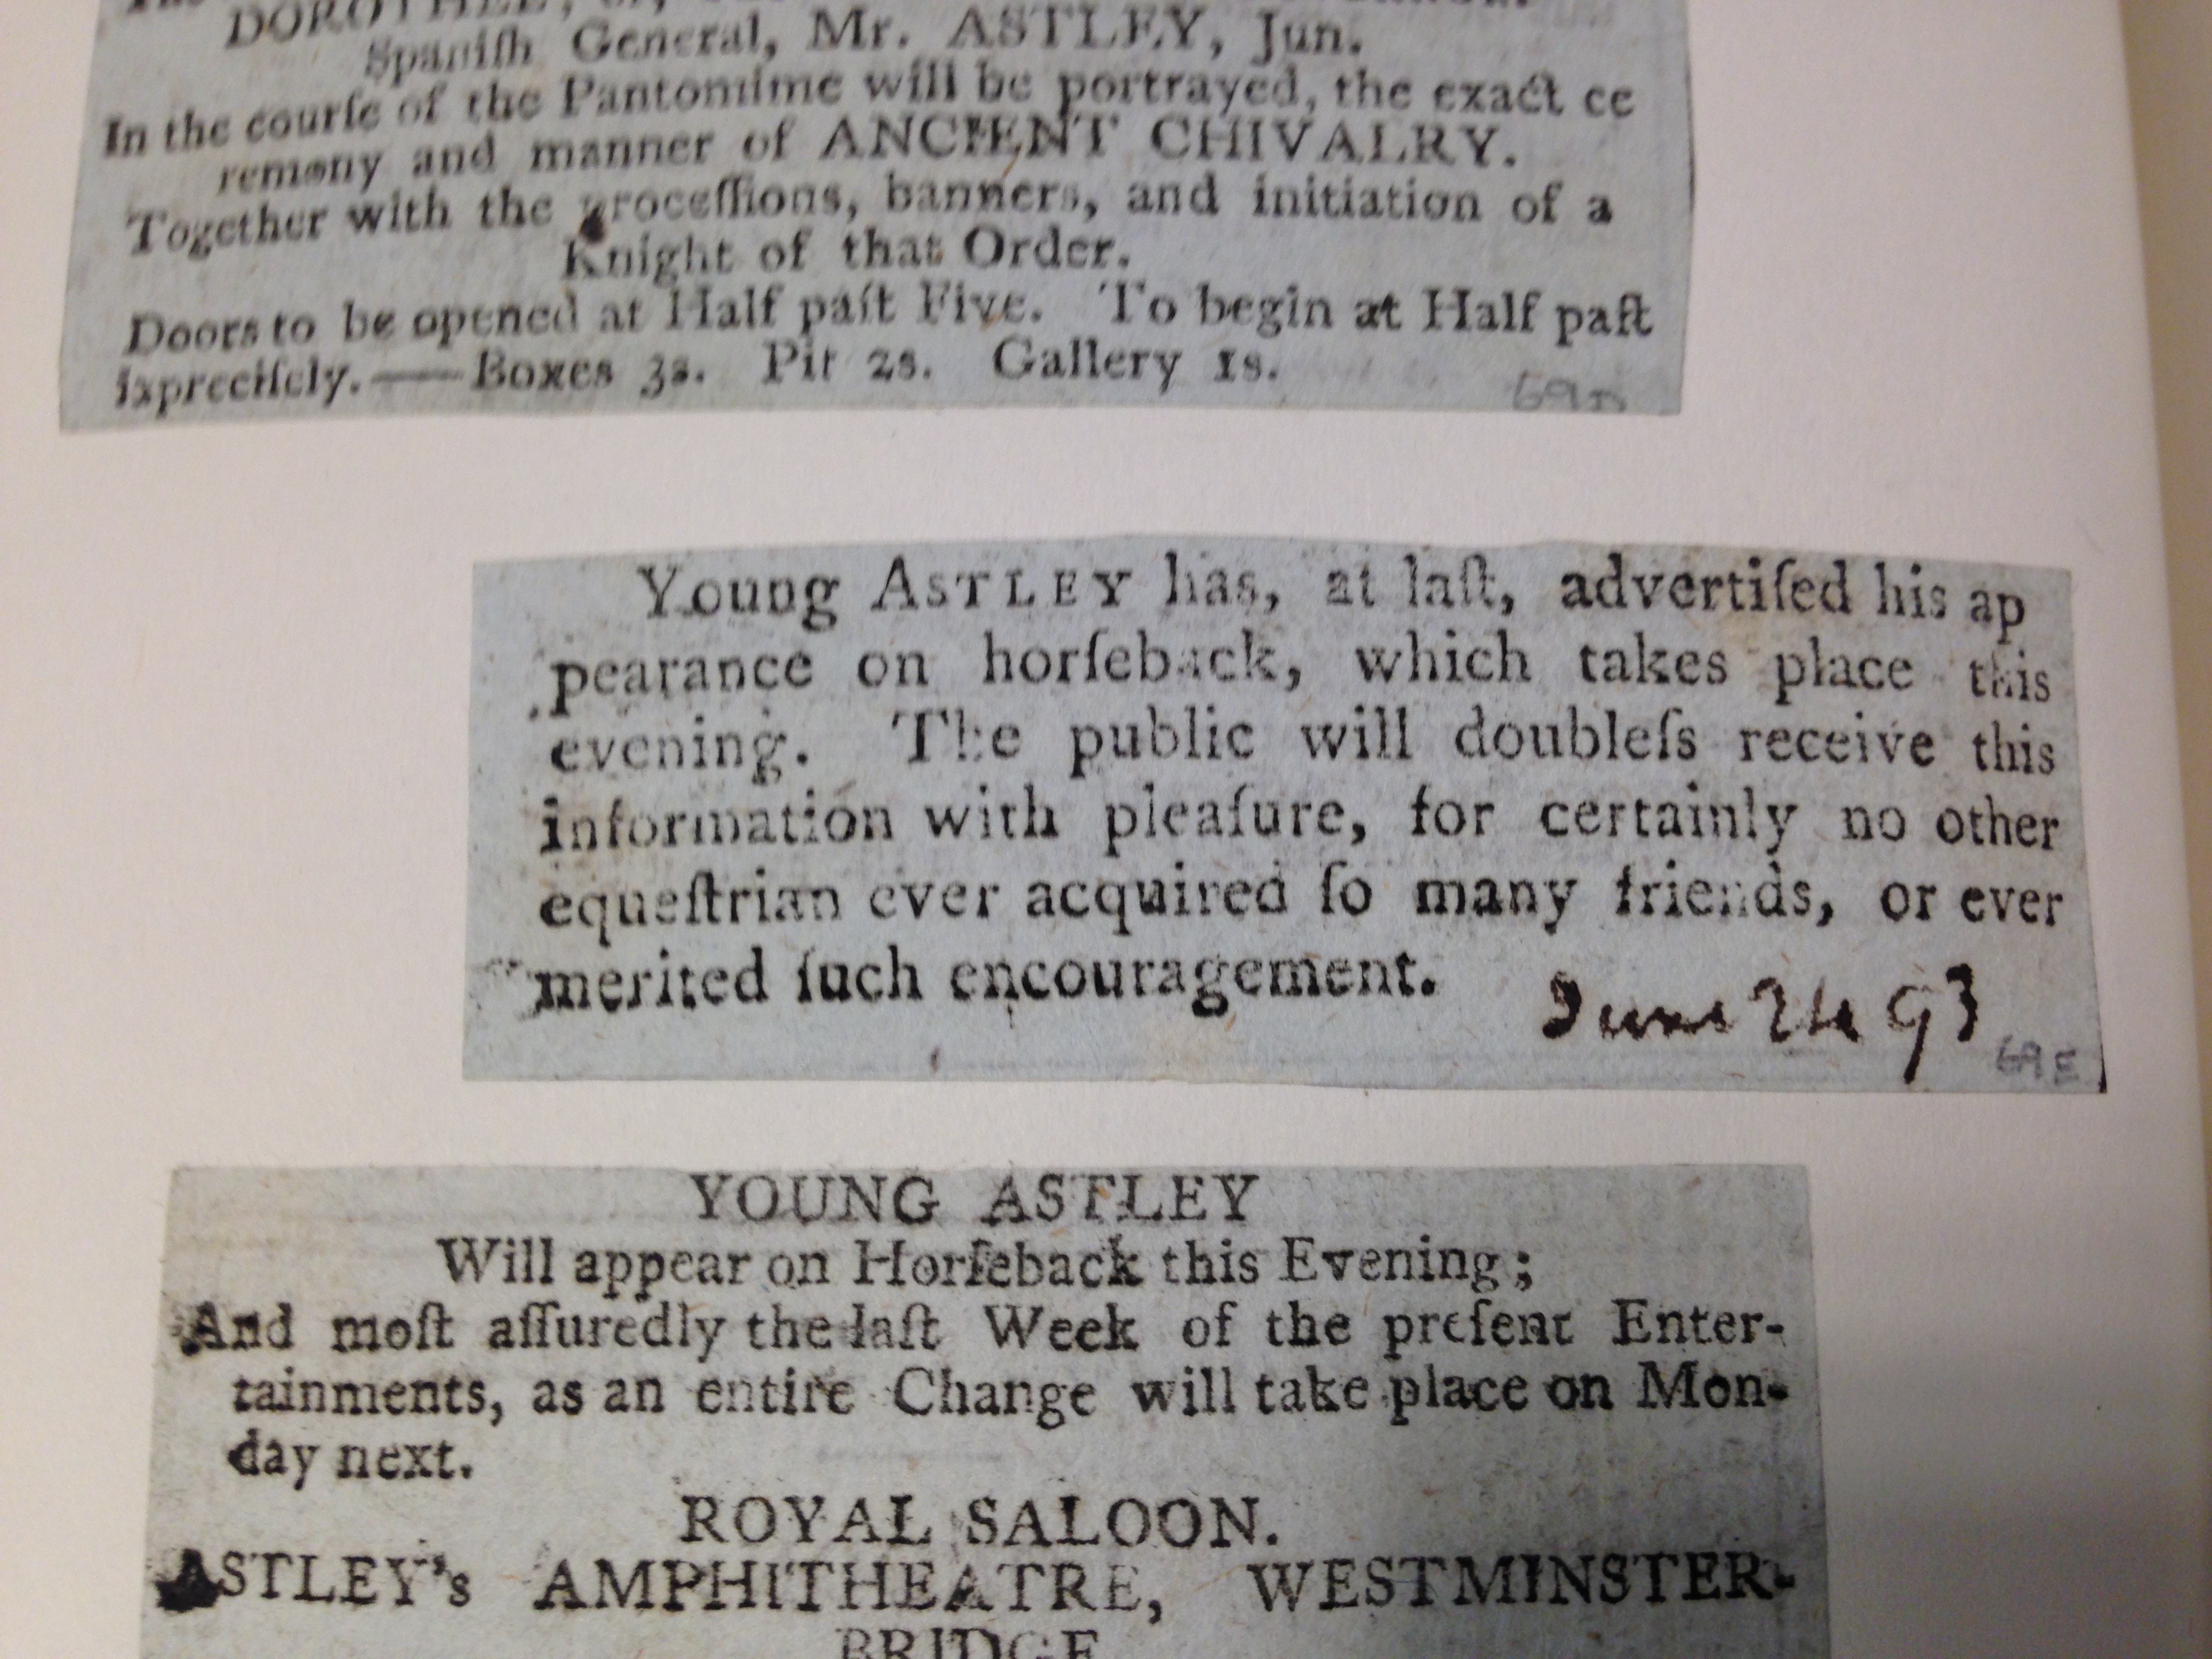 DOROTHEE, or,
Spaniſh General, Mr. ASTLEY, Jun.
In the courſe of the Pantomime will be portrayed, the exact ce
remony and manner of ANCIENT CHIVALRY.
Together with the proceſſions, banners, and initiation of a
Knight of that Order.
Doors to be opened at Half paſt Five. To begin at Half paſt
ixpreciſely.—Boxes 3s. Pit 2s. Gallery 1s.
69D
Young ASTLEY has, at laſt, advertiſed his ap
pearance on horſeback, which takes place this
evening. The public will doubleſs receive this
information with pleaſure, for certainly no other
equeſtrian ever acquired ſo many friends, or ever
merited ſuch encouragement.
June 24 93
69E
YOUNG ASTLEY
Will appear on Horſeback this Evening;
And moſt aſſuredly the laſt Week of the preſent Enter-
tainments, as an entire Change will take place on Mon-
day next.
ROYAL SALOON.
ASTLEY's AMPHITHEATRE, WESTMINSTER-
BRIDGE